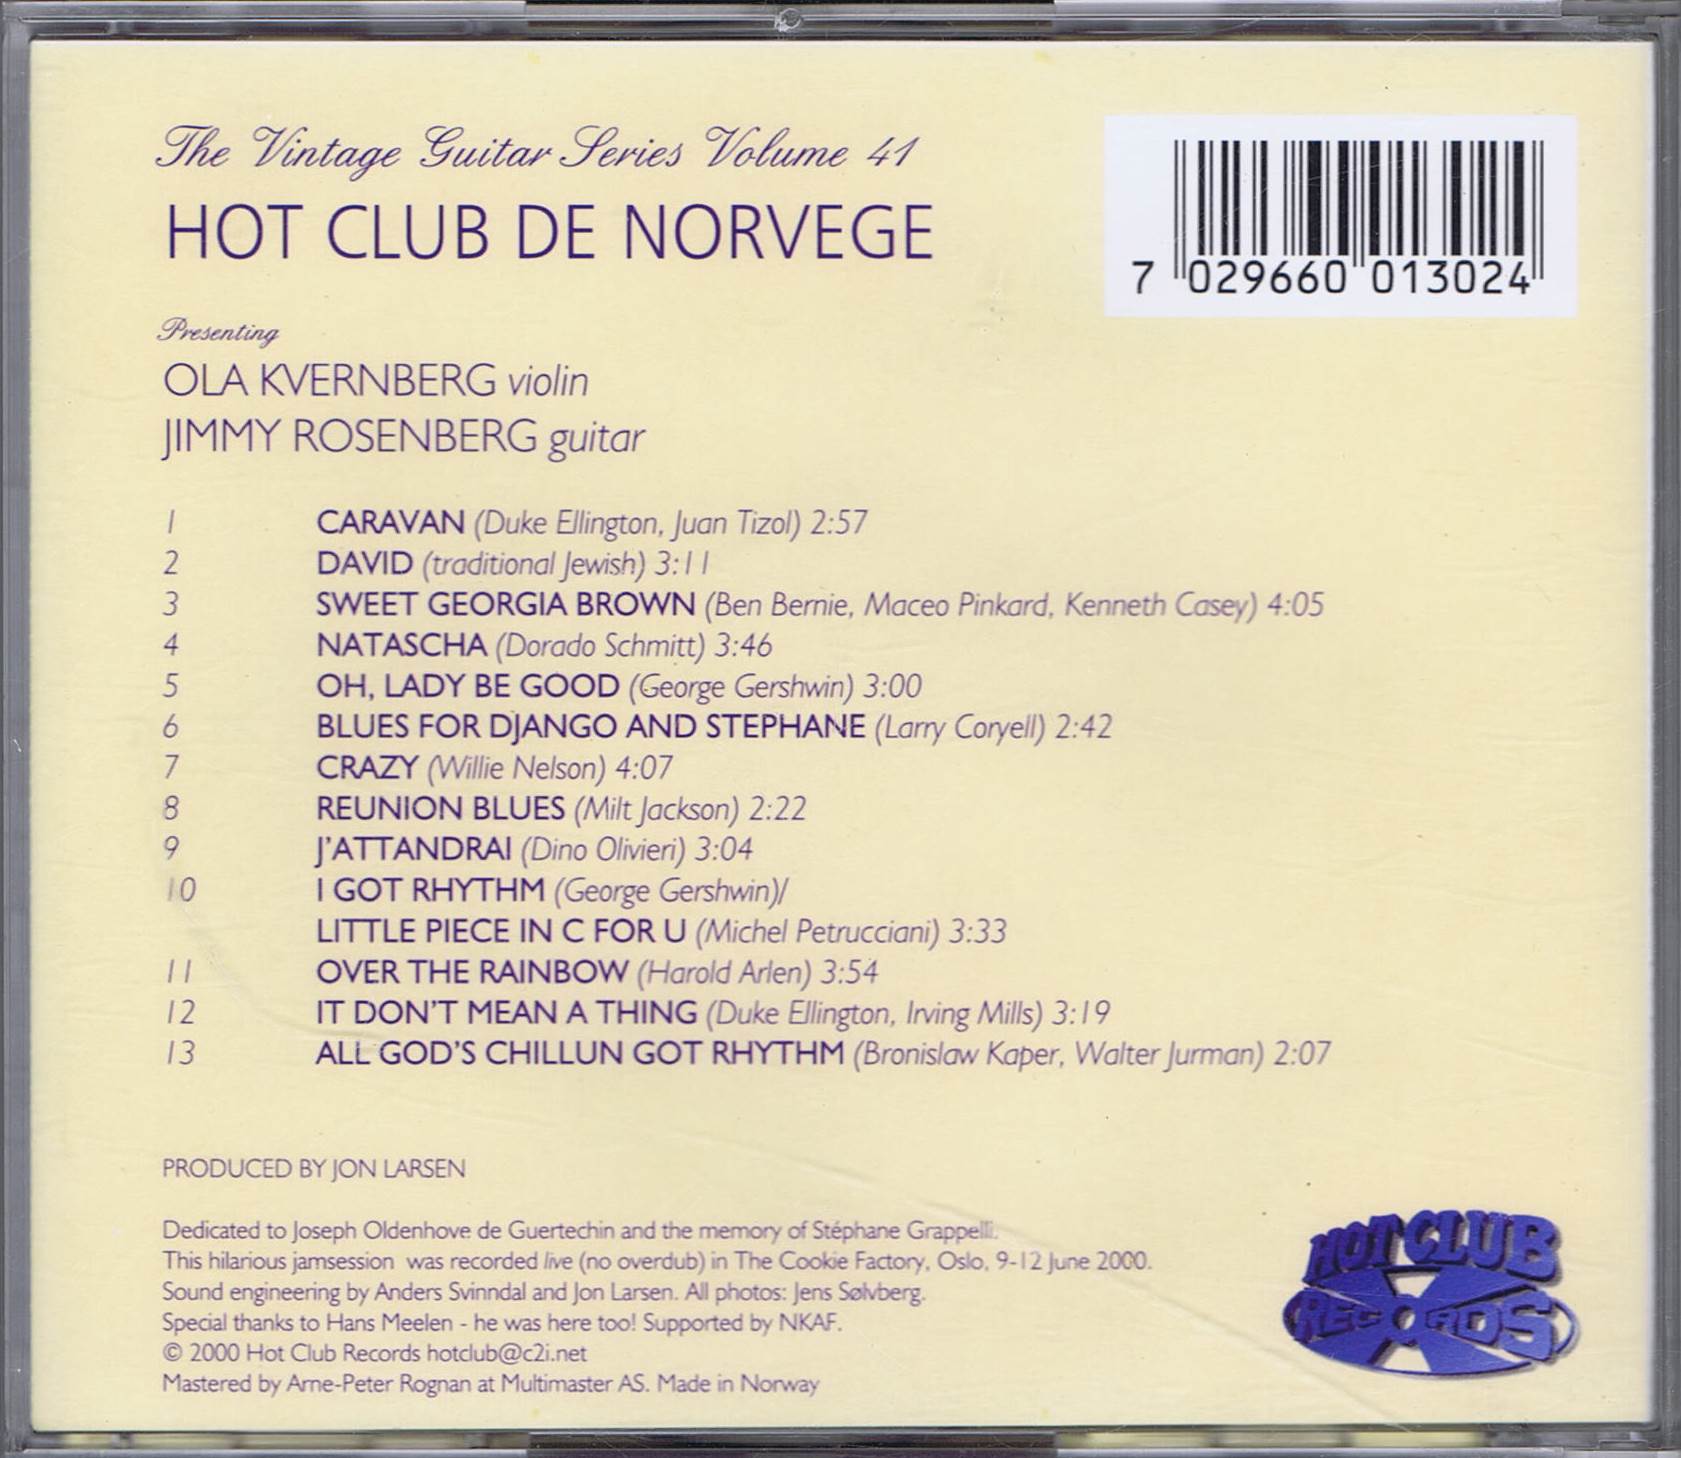 The Vintage Guitar Series Volume 41
HOT CLUB DE NORVEGE
7 029660 013024
Presenting
OLA KVERNBERG violin
JIMMY ROSENBERG guitar
1 CARAVAN (Duke Ellington, Juan Tizol) 2:57
2 DAVID (traditional Jewish) 3:11
3 SWEET GEORGIA BROWN (Ben Bernie, Maceo Pinkard, Kenneth Casey) 4:05
4 NATASCHA (Dorado Schmitt) 3:46
5 OH, LADY BE GOOD (George Gershwin) 3:00
6 BLUES FOR DJANGO AND STEPHANE (Larry Coryell) 2:42
7 CRAZY (Willie Nelson) 4:07
8 REUNION BLUES (Milt Jackson) 2:22
9 J'ATTANDRAI (Dino Olivieri) 3:04
10 I GOT RHYTHM (George Gershwin)/
LITTLE PIECE IN C FOR U (Michel Petrucciani) 3:33
11 OVER THE RAINBOW (Harold Arlen) 3:54
12 IT DON'T MEAN A THING (Duke Ellington, Irving Mills) 3:19
13 ALL GOD'S CHILLUN GOT RHYTHM (Bronislaw Kaper, Walter Jurman) 2:07
PRODUCED BY JON LARSEN
Dedicated to Joseph Oldenhove de Guertechin and the memory of Stéphane Grappelli.
This hilarious jamsession was recorded live (no overdub) in The Cookie Factory, Oslo, 9-12 June 2000.
Sound engineering by Anders Svinndal and Jon Larsen. All photos: Jens Sølvberg.
Special thanks to Hans Meelen - he was here too! Supported by NKAF.
© 2000 Hot Club Records hotclub@c2i.net
Mastered by Arne-Peter Rognan at Multimaster AS. Made in Norway
HOT CLUB
RECORDS